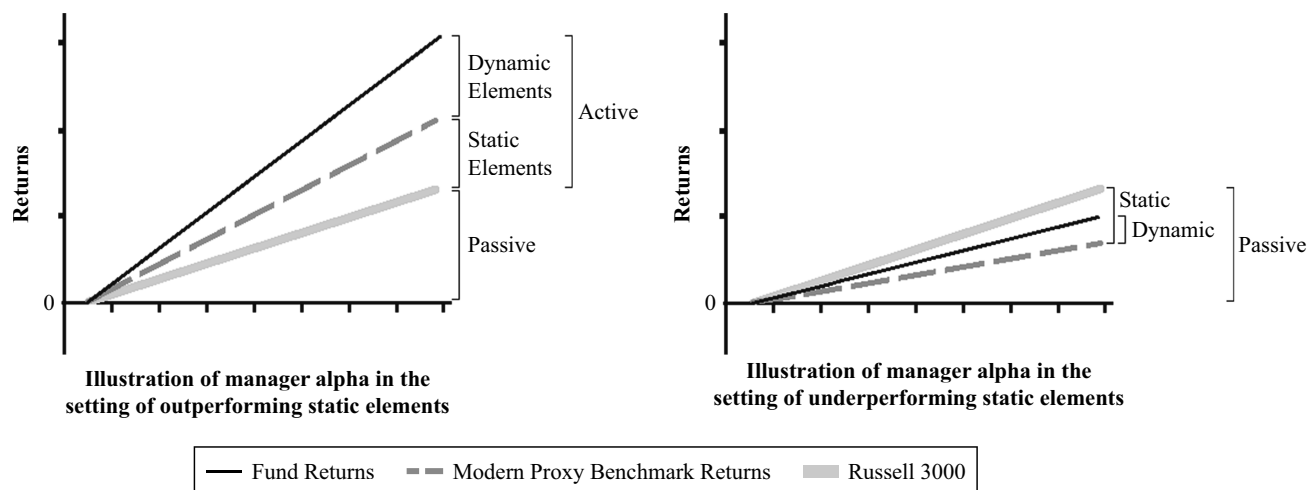 Returns
0
Dynamic
Elements
Static
Elements
Active
Passive
Illustration of manager alpha in the
setting of outperforming static elements
Returns
0
Static
Dynamic
Passive
Illustration of manager alpha in the
setting of underperforming static elements
Fund Returns Modern Proxy Benchmark Returns Russell 3000